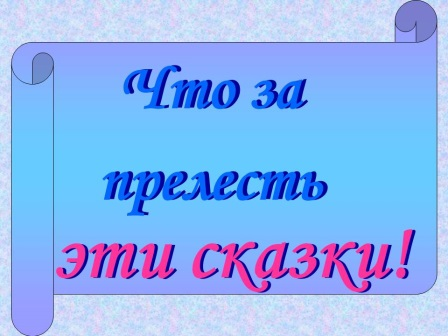 Что за
прелесть
эти сказки!